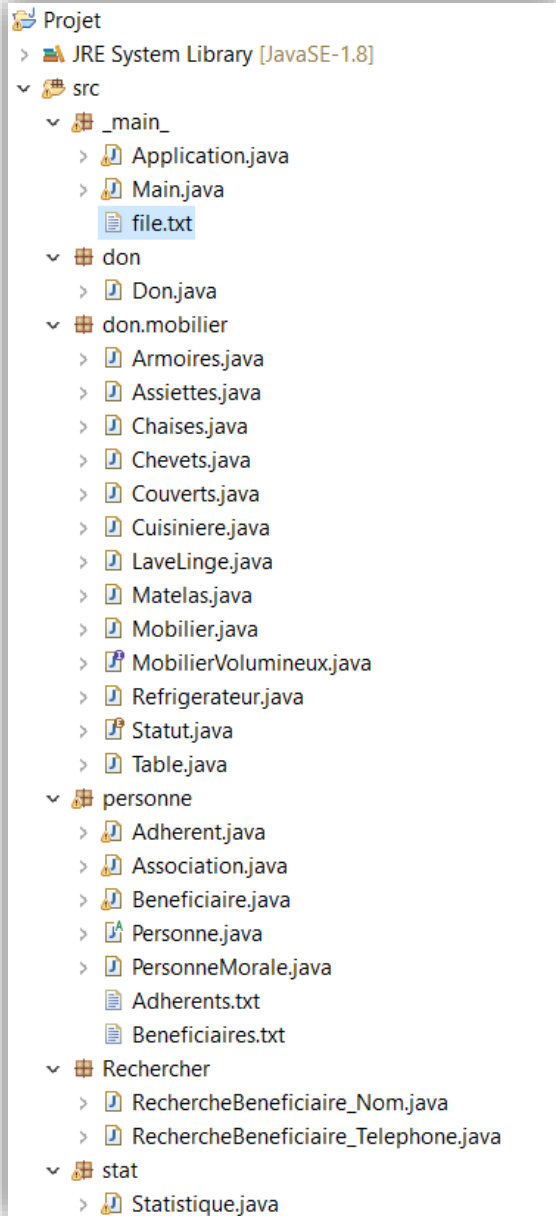 Projet
JRE System Library [JavaSE-1.8]
src
_main_
Application.java
Main.java
file.txt
don
Don.java
don.mobilier
Armoires.java
Assiettes.java
Chaises.java
Chevets.java
Couverts.java
Cuisiniere.java
LaveLinge.java
Matelas.java
Mobilier.java
MobilierVolumineux.java
Refrigerateur.java
Statut.java
Table.java
personne
Adherent.java
Association.java
Beneficiaire.java
Personne.java
PersonneMorale.java
Adherents.txt
Beneficiaires.txt
Rechercher
RechercheBeneficiaire_Nom.java
RechercheBeneficiaire_Telephone.java
stat
Statistique.java